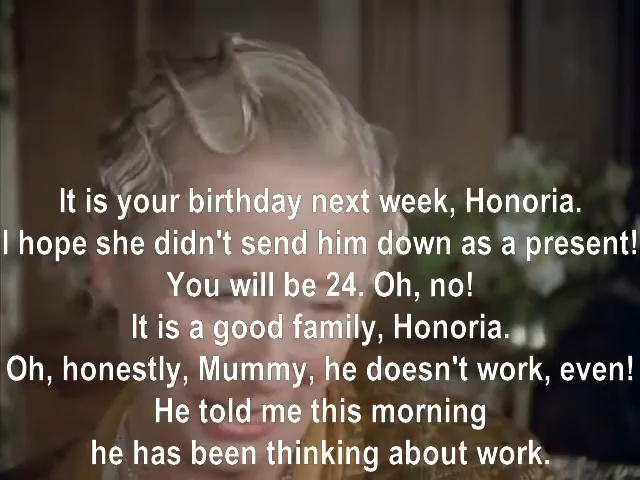 It is your birthday next week, Honoria.
I hope she didn't send him down as a present!
You will be 24. Oh, no!
It is a good family, Honoria.
Oh, honestly, Mummy, he doesn't work, even!
He told me this morning
he has been thinking about work.